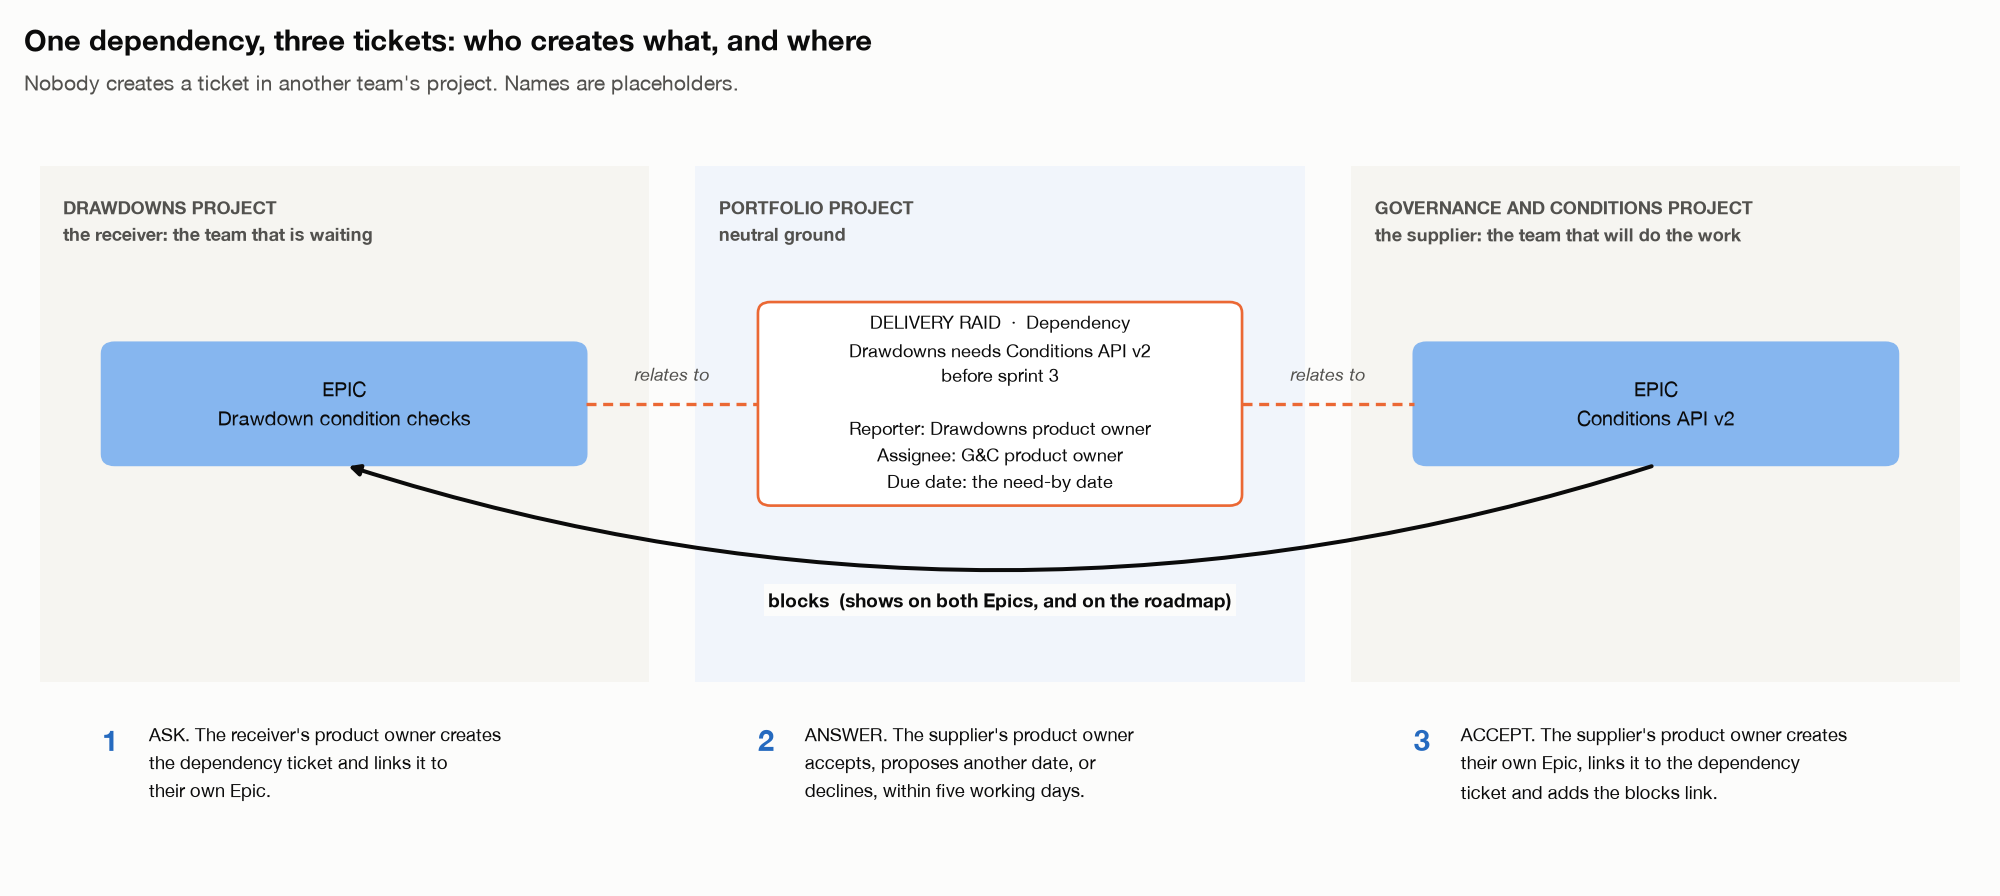 One dependency, three tickets: who creates what, and where
Nobody creates a ticket in another team's project. Names are placeholders.
DRAWDOWNS PROJECT
the receiver: the team that is waiting
PORTFOLIO PROJECT
neutral ground
GOVERNANCE AND CONDITIONS PROJECT
the supplier: the team that will do the work
EPIC
Drawdown condition checks
relates to
DELIVERY RAID · Dependency
Drawdowns needs Conditions API v2
before sprint 3
Reporter: Drawdowns product owner
Assignee: G&C product owner
Due date: the need-by date
relates to
EPIC
Conditions API v2
blocks (shows on both Epics, and on the roadmap)
1
ASK. The receiver's product owner creates
the dependency ticket and links it to
their own Epic.
2
ANSWER. The supplier's product owner
accepts, proposes another date, or
declines, within five working days.
3
ACCEPT. The supplier's product owner creates
their own Epic, links it to the dependency
ticket and adds the blocks link.